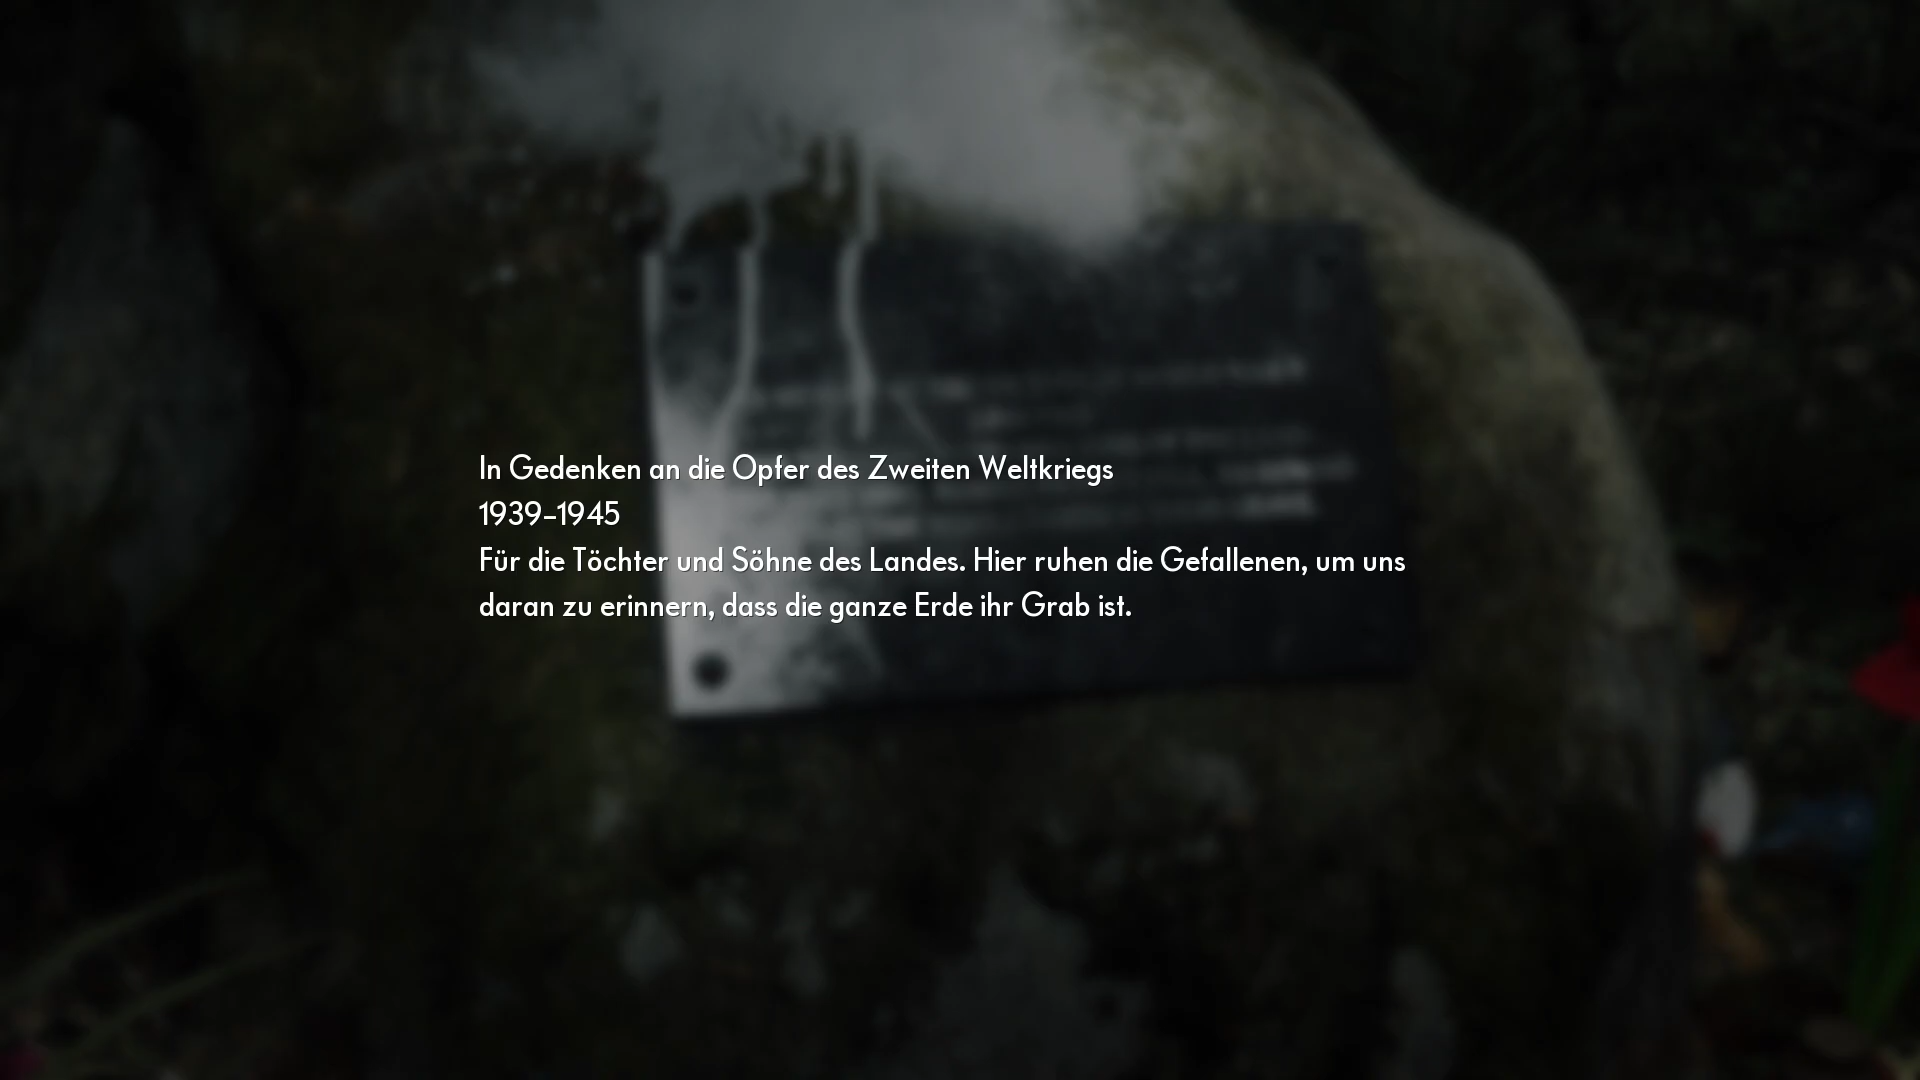 In Gedenken an die Opfer des Zweiten Weltkriegs
1939–1945
Für die Töchter und Söhne des Landes. Hier ruhen die Gefallenen, um uns
daran zu erinnern, dass die ganze Erde ihr Grab ist.